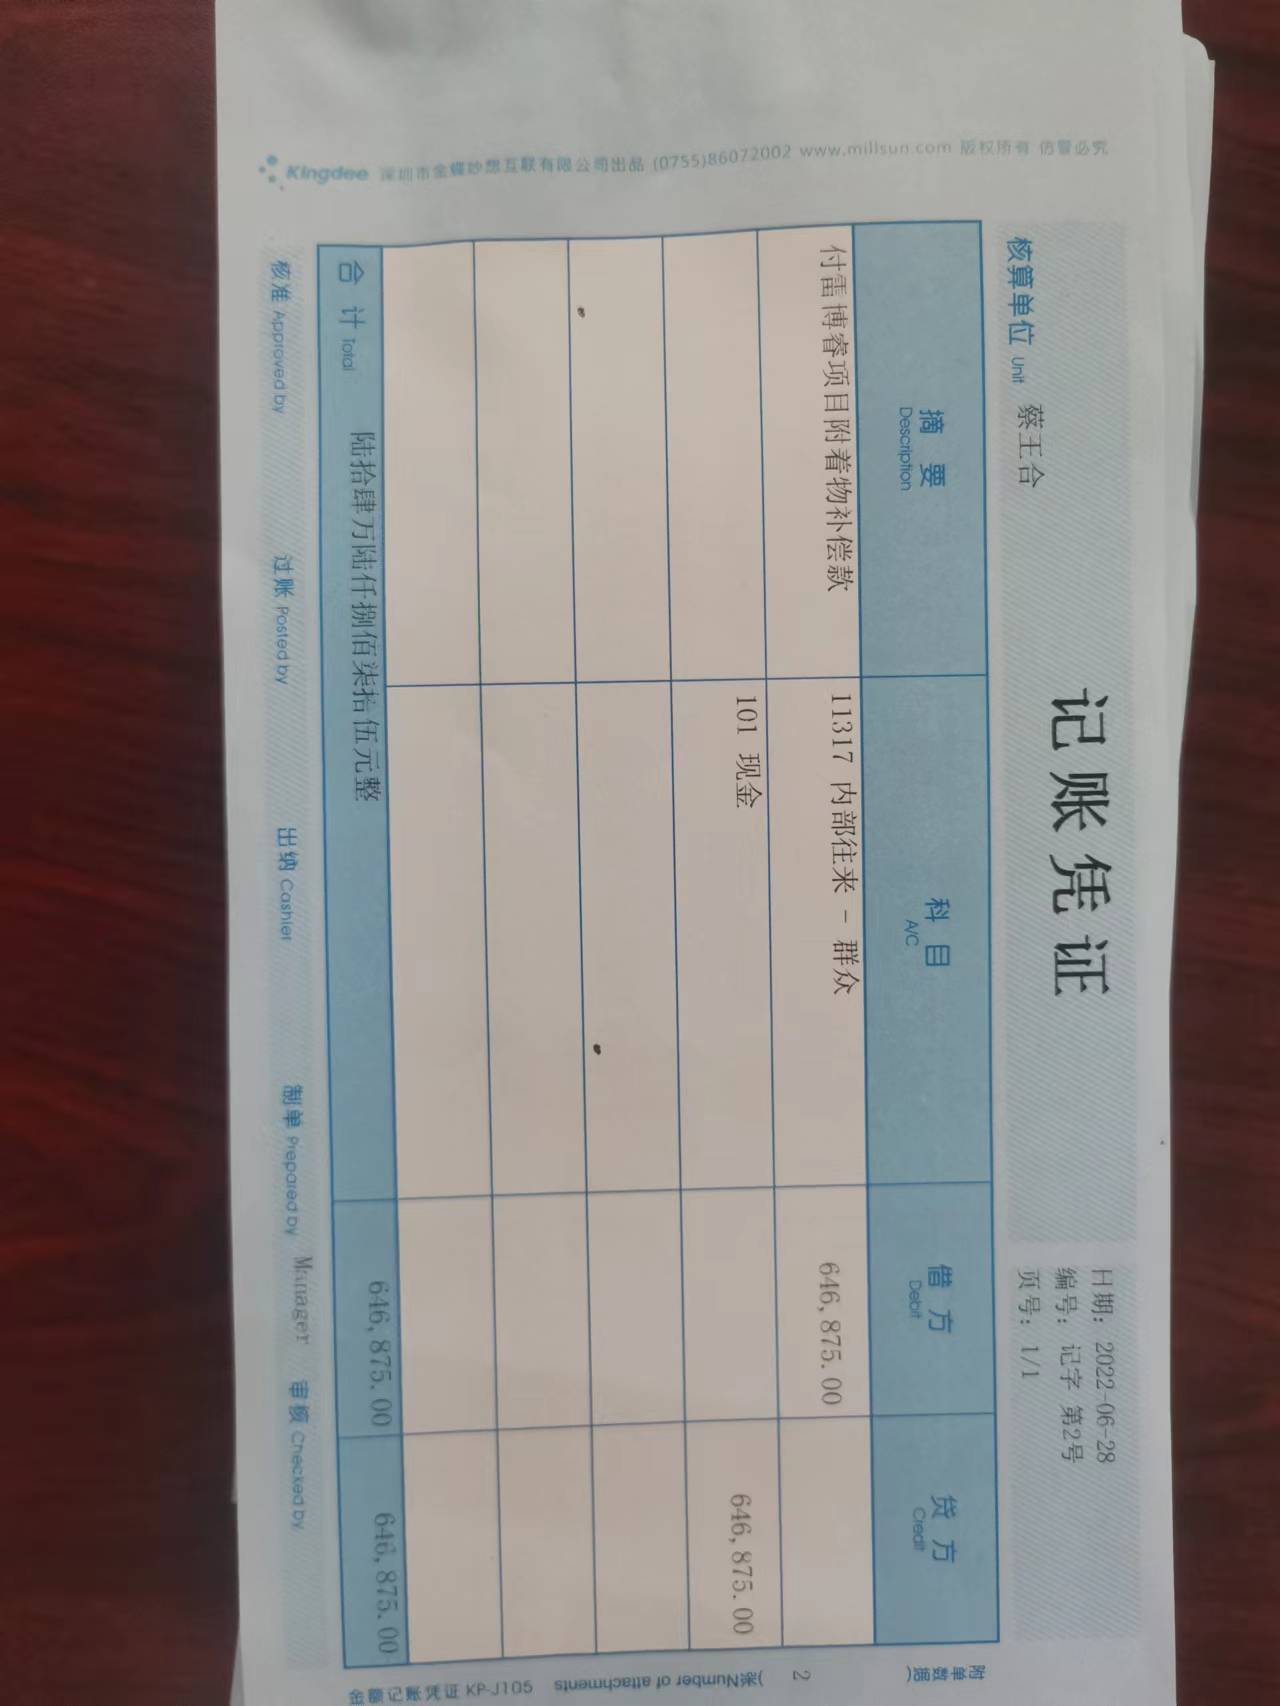 记账凭证
核算单位 Unit 蔡王合
日期: 2022-06-28
编号: 记字 第2号
页号: 1/1
摘要 科目 借方 贷方
Description A/C Debit Credit
付雷博睿项目附着物补偿款 11317 内部往来 - 群众 646,875.00
101 现金 646,875.00
合计 Total 陆拾肆万陆仟捌佰柒拾伍元整 646,875.00 646,875.00
核准 Approved by 过账 Posted by 出纳 Cashier 制单 Prepared by Manager 审核 Checked by
附单数据( 2 )张 Number of attachments
金额记账凭证 KP-J105
Kingdee 深圳市金蝶妙想互联有限公司出品 (0755)86072002 www.millsun.com 版权所有 仿冒必究